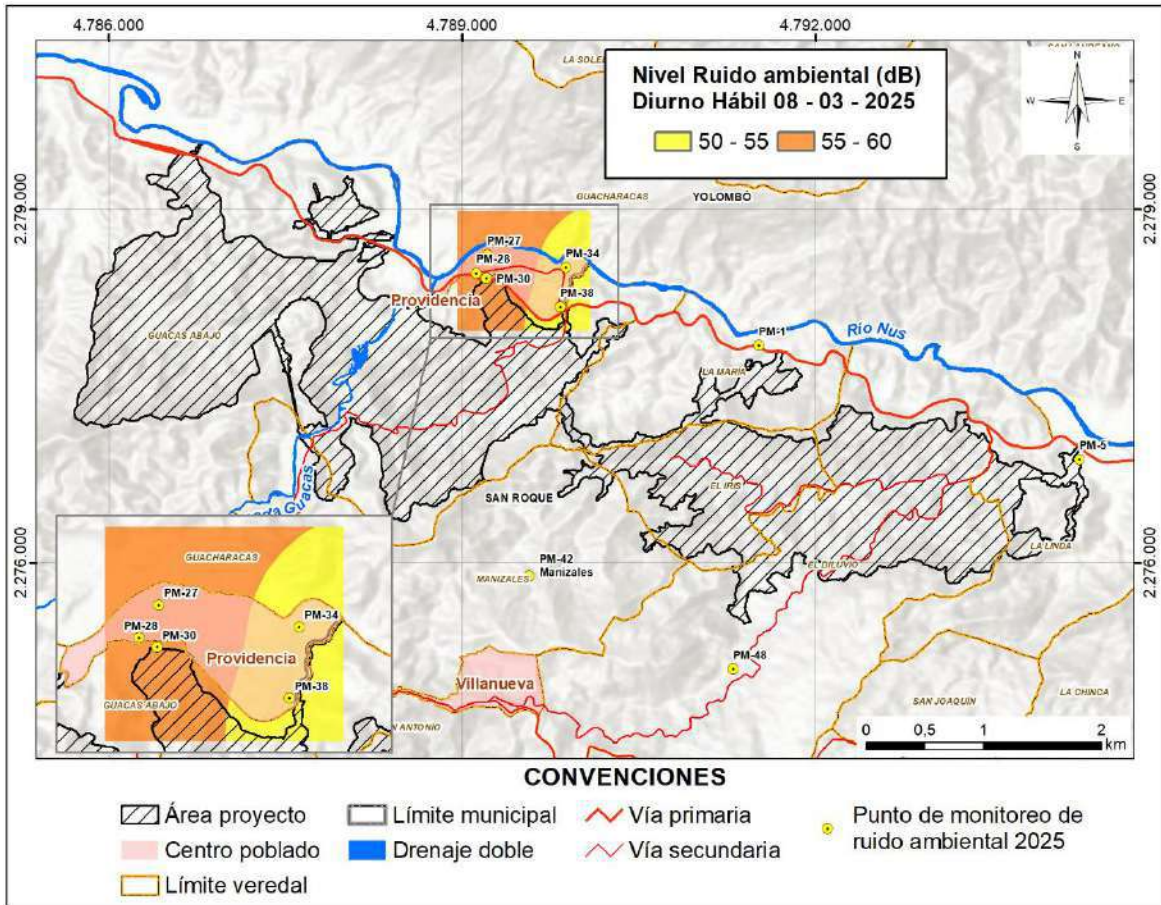 4.786.000
4.789.000
4.792.000
LA SOLED
Nivel Ruido ambiental (dB)
Diurno Hábil 08 - 03 - 2025
50 - 55
55 - 60
N
W
E
S
2.279.000
2.279.000
GUACHARACAS
YOLOMBÓ
PM-27
PM-34
PM-28
PM-30
PM-38
Providencia
GUACAS ABAJO
PM-1
Río Nus
LA MARÍA
PM-5
EL IRIS
SAN ROQUE
da Guacas
2.276.000
2.276.000
LA LINDA
EL DILUVIO
PM-42
Manizales
MANIZALES
GUACHARACAS
PM-27
PM-34
PM-28
PM-30
Providencia
PM-38
GUACAS ABAJO
PM-48
Villanueva
N ANTONIO
SAN JOAQUÍN
LA CHINCA
0
0,5
1
2
km
CONVENCIONES
Área proyecto
Límite municipal
Vía primaria
Punto de monitoreo de
ruido ambiental 2025
Centro poblado
Drenaje doble
Vía secundaria
Límite veredal